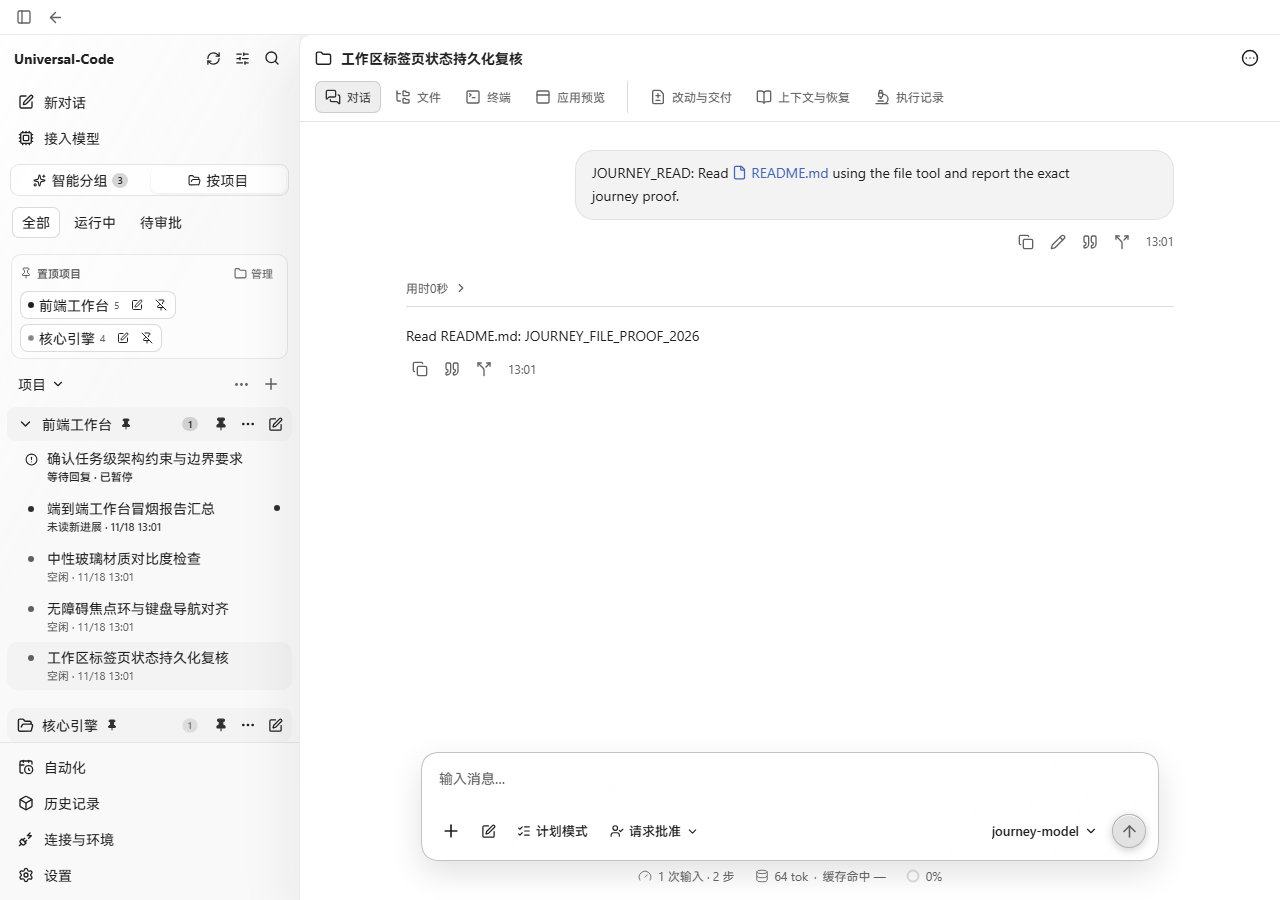 Universal-Code
新对话
接入模型
智能分组 3
按项目
全部
运行中
待审批
置顶项目
管理
前端工作台 5
核心引擎 4
项目
前端工作台
1
确认任务级架构约束与边界要求
等待回复 · 已暂停
端到端工作台冒烟报告汇总
未读新进展 · 11/18 13:01
中性玻璃材质对比度检查
空闲 · 11/18 13:01
无障碍焦点环与键盘导航对齐
空闲 · 11/18 13:01
工作区标签页状态持久化复核
空闲 · 11/18 13:01
核心引擎
1
自动化
历史记录
连接与环境
设置
工作区标签页状态持久化复核
对话
文件
终端
应用预览
改动与交付
上下文与恢复
执行记录
JOURNEY_READ: Read README.md using the file tool and report the exact
journey proof.
13:01
用时0秒
Read README.md: JOURNEY_FILE_PROOF_2026
13:01
输入消息...
计划模式
请求批准
journey-model
1 次输入 · 2 步
64 tok · 缓存命中 —
0%